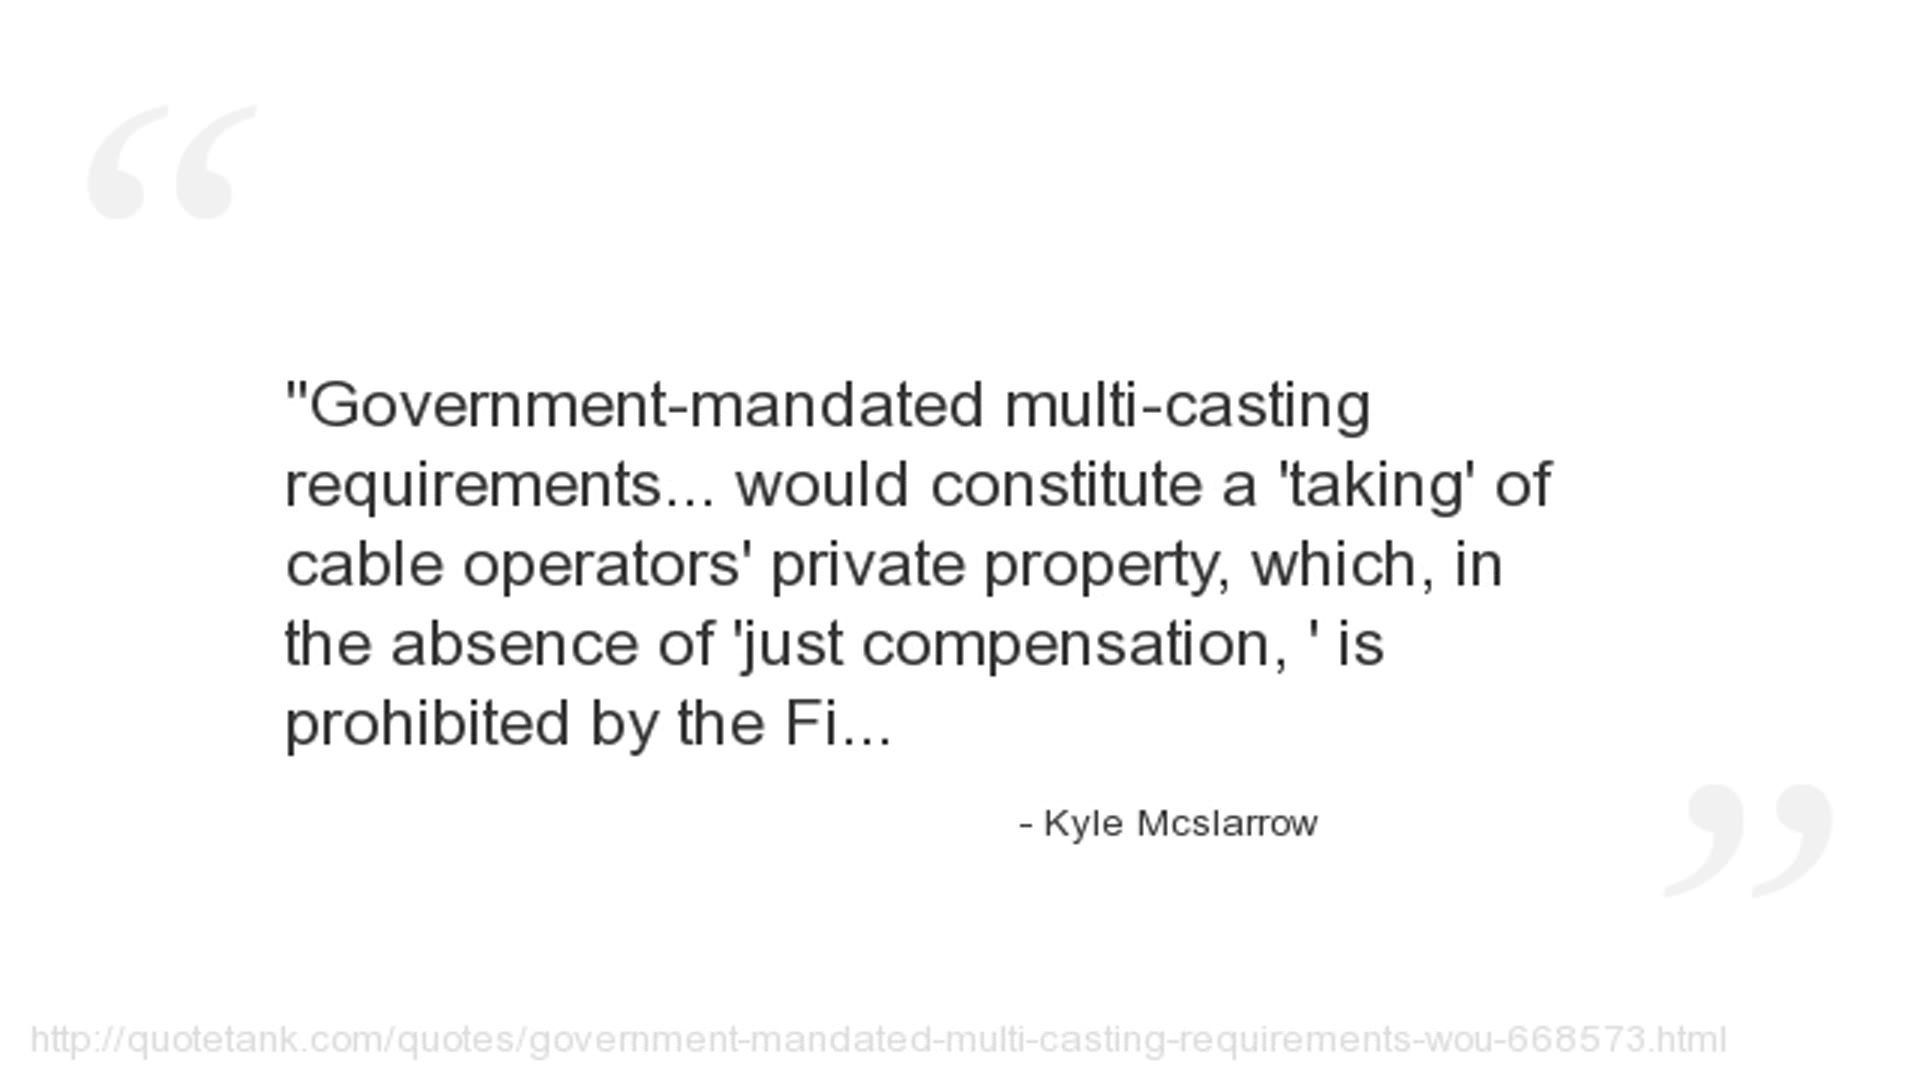 "Government-mandated multi-casting
requirements... would constitute a 'taking' of
cable operators' private property, which, in
the absence of 'just compensation, ' is
prohibited by the Fi...
- Kyle Mcslarrow
http://quotetank.com/quotes/government-mandated-multi-casting-requirements-wou-668573.html